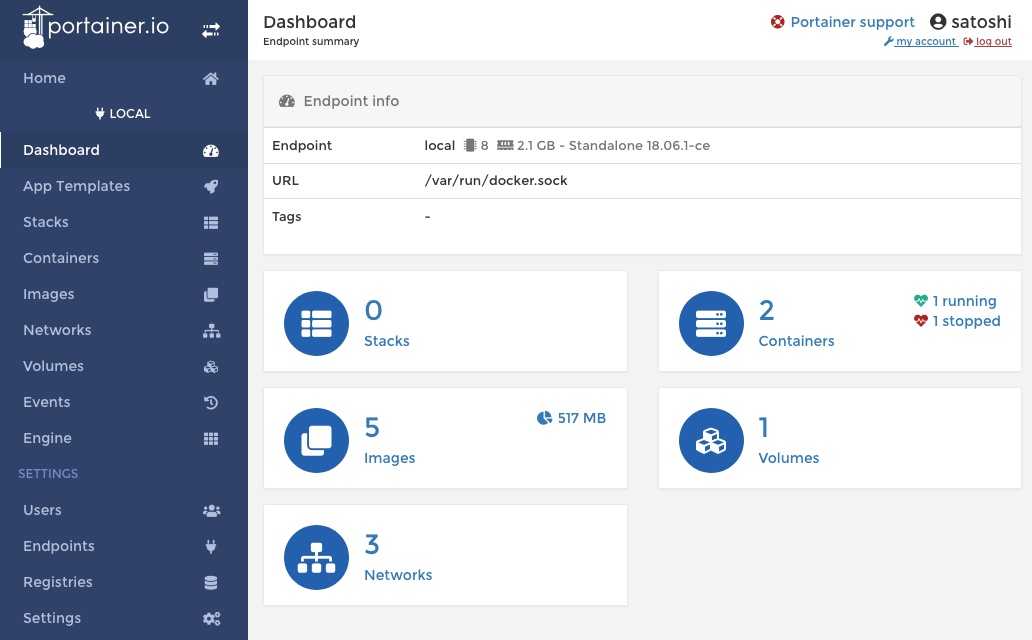 portainer.io
Home
LOCAL
Dashboard
App Templates
Stacks
Containers
Images
Networks
Volumes
Events
Engine
SETTINGS
Users
Endpoints
Registries
Settings
Dashboard
Endpoint summary
Portainer support
satoshi
my account
log out
Endpoint info
Endpoint local 8 2.1 GB - Standalone 18.06.1-ce
URL /var/run/docker.sock
Tags -
0
Stacks
2
Containers
1 running
1 stopped
5
Images
517 MB
1
Volumes
3
Networks